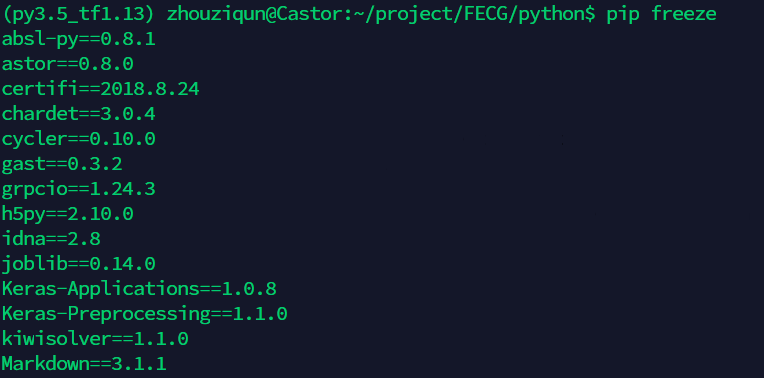 (py3.5_tf1.13) zhouziqun@Castor:~/project/FECG/python$ pip freeze
absl-py==0.8.1
astor==0.8.0
certifi==2018.8.24
chardet==3.0.4
cycler==0.10.0
gast==0.3.2
grpcio==1.24.3
h5py==2.10.0
idna==2.8
joblib==0.14.0
Keras-Applications==1.0.8
Keras-Preprocessing==1.1.0
kiwisolver==1.1.0
Markdown==3.1.1